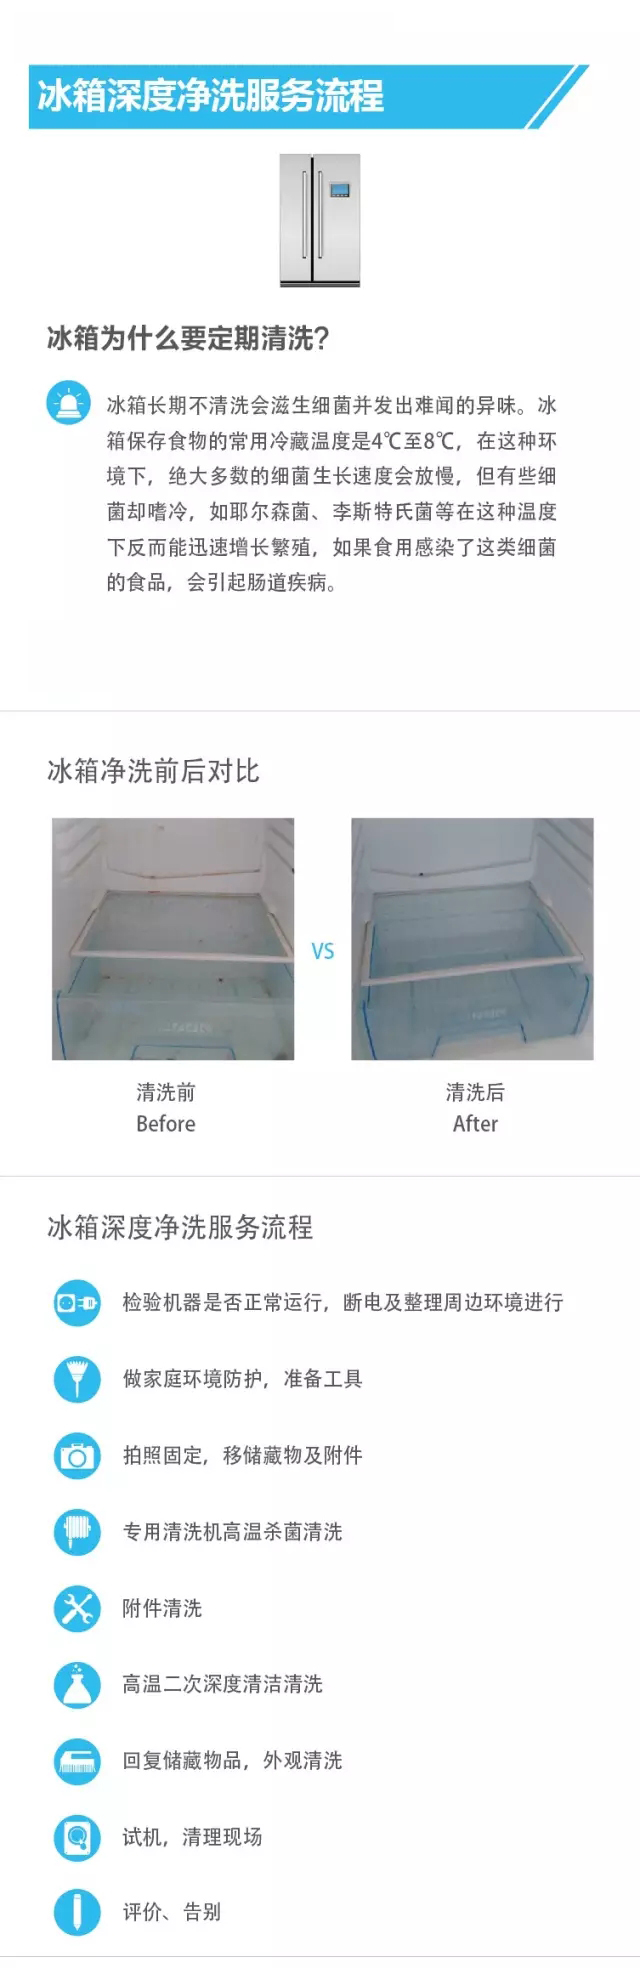 冰箱深度净洗服务流程
冰箱为什么要定期清洗?
冰箱长期不清洗会滋生细菌并发出难闻的异味。冰
箱保存食物的常用冷藏温度是4℃至8℃，在这种环
境下，绝大多数的细菌生长速度会放慢，但有些细
菌却嗜冷，如耶尔森菌、李斯特氏菌等在这种温度
下反而能迅速增长繁殖，如果食用感染了这类细菌
的食品，会引起肠道疾病。
冰箱净洗前后对比
VS
清洗前
Before
清洗后
After
冰箱深度净洗服务流程
检验机器是否正常运行，断电及整理周边环境进行
做家庭环境防护，准备工具
拍照固定，移储藏物及附件
专用清洗机高温杀菌清洗
附件清洗
高温二次深度清洁清洗
回复储藏物品，外观清洗
试机，清理现场
评价、告别